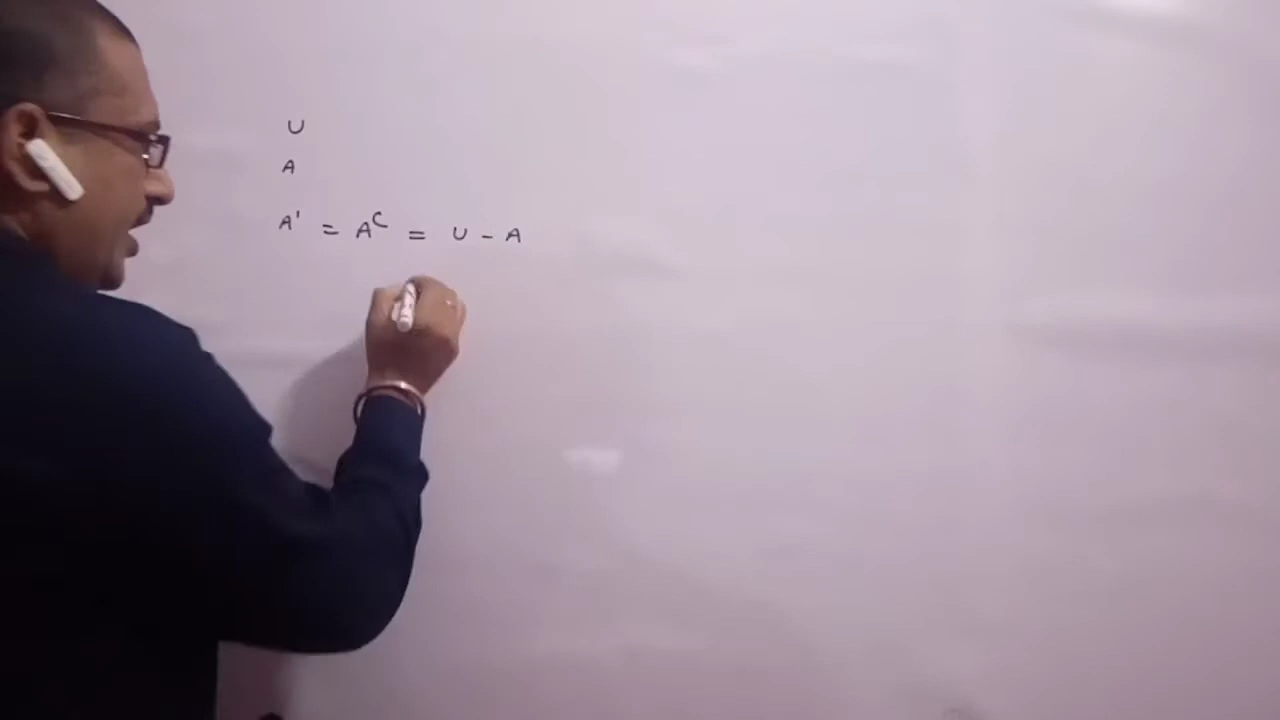 U
A
A' = A^C = U - A